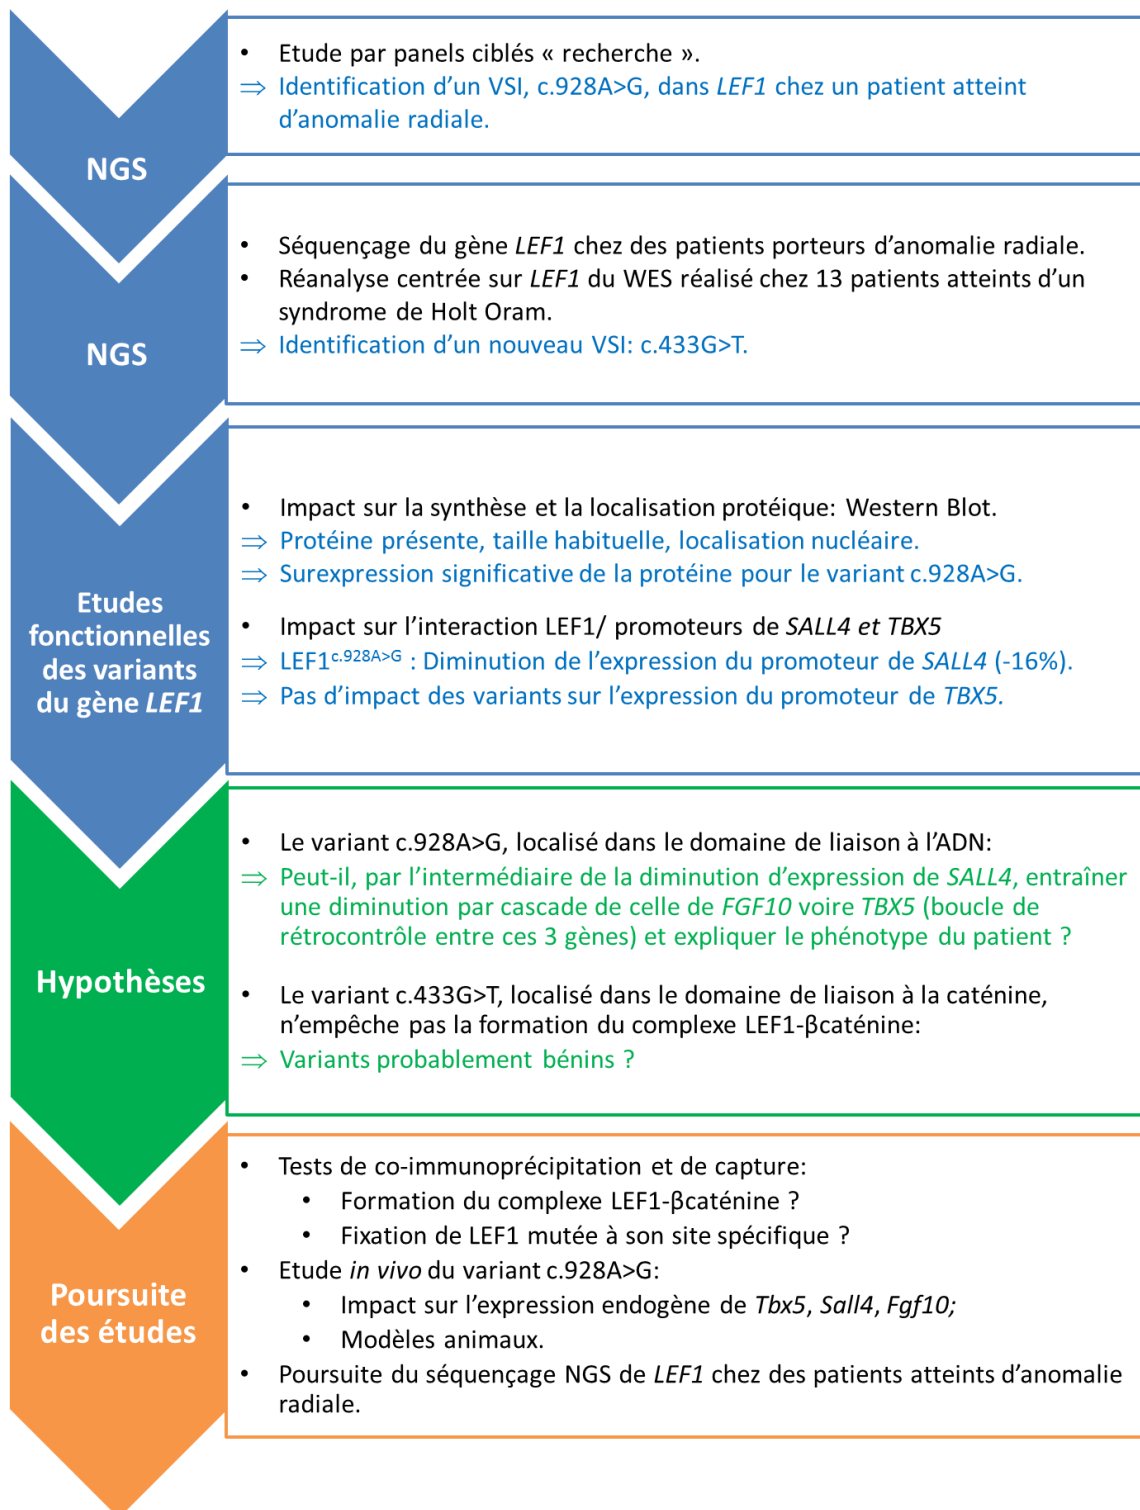 • Etude par panels ciblés « recherche ».
⇒ Identification d’un VSI, c.928A>G, dans LEF1 chez un patient atteint
d’anomalie radiale.
NGS
• Séquençage du gène LEF1 chez des patients porteurs d’anomalie radiale.
• Réanalyse centrée sur LEF1 du WES réalisé chez 13 patients atteints d’un
syndrome de Holt Oram.
⇒ Identification d’un nouveau VSI: c.433G>T.
NGS
• Impact sur la synthèse et la localisation protéique: Western Blot.
⇒ Protéine présente, taille habituelle, localisation nucléaire.
⇒ Surexpression significative de la protéine pour le variant c.928A>G.
• Impact sur l’interaction LEF1/ promoteurs de SALL4 et TBX5
⇒ LEF1c.928A>G : Diminution de l’expression du promoteur de SALL4 (-16%).
⇒ Pas d’impact des variants sur l’expression du promoteur de TBX5.
Etudes
fonctionnelles
des variants
du gène LEF1
• Le variant c.928A>G, localisé dans le domaine de liaison à l’ADN:
⇒ Peut-il, par l’intermédiaire de la diminution d’expression de SALL4, entraîner
une diminution par cascade de celle de FGF10 voire TBX5 (boucle de
rétrocontrôle entre ces 3 gènes) et expliquer le phénotype du patient ?
• Le variant c.433G>T, localisé dans le domaine de liaison à la caténine,
n’empêche pas la formation du complexe LEF1-βcaténine:
⇒ Variants probablement bénins ?
Hypothèses
• Tests de co-immunoprécipitation et de capture:
• Formation du complexe LEF1-βcaténine ?
• Fixation de LEF1 mutée à son site spécifique ?
• Etude in vivo du variant c.928A>G:
• Impact sur l’expression endogène de Tbx5, Sall4, Fgf10;
• Modèles animaux.
• Poursuite du séquençage NGS de LEF1 chez des patients atteints d’anomalie
radiale.
Poursuite
des études